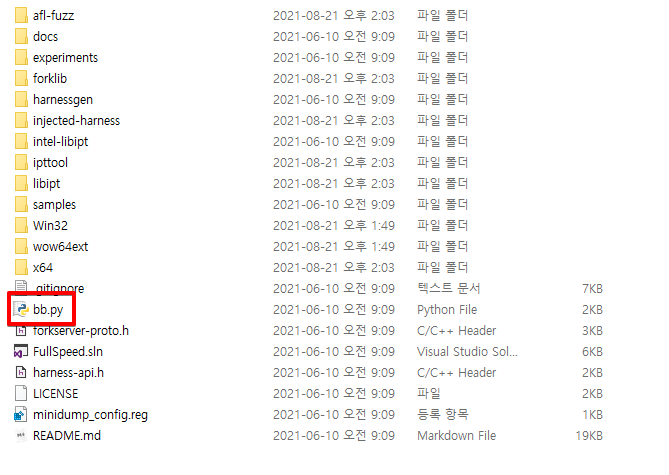 afl-fuzz 2021-08-21 오후 2:03 파일 폴더
docs 2021-06-10 오전 9:09 파일 폴더
experiments 2021-06-10 오전 9:09 파일 폴더
forklib 2021-08-21 오후 2:03 파일 폴더
harnessgen 2021-06-10 오전 9:09 파일 폴더
injected-harness 2021-08-21 오후 2:03 파일 폴더
intel-libipt 2021-06-10 오전 9:09 파일 폴더
ipttool 2021-08-21 오후 2:03 파일 폴더
libipt 2021-08-21 오후 2:03 파일 폴더
samples 2021-06-10 오전 9:09 파일 폴더
Win32 2021-08-21 오후 1:49 파일 폴더
wow64ext 2021-08-21 오후 1:49 파일 폴더
x64 2021-08-21 오후 2:03 파일 폴더
.gitignore 2021-06-10 오전 9:09 텍스트 문서 7KB
bb.py 2021-06-10 오전 9:09 Python File 2KB
forkserver-proto.h 2021-06-10 오전 9:09 C/C++ Header 3KB
FullSpeed.sln 2021-06-10 오전 9:09 Visual Studio Sol... 6KB
harness-api.h 2021-06-10 오전 9:09 C/C++ Header 2KB
LICENSE 2021-06-10 오전 9:09 파일 2KB
minidump_config.reg 2021-06-10 오전 9:09 등록 항목 1KB
README.md 2021-06-10 오전 9:09 Markdown File 19KB